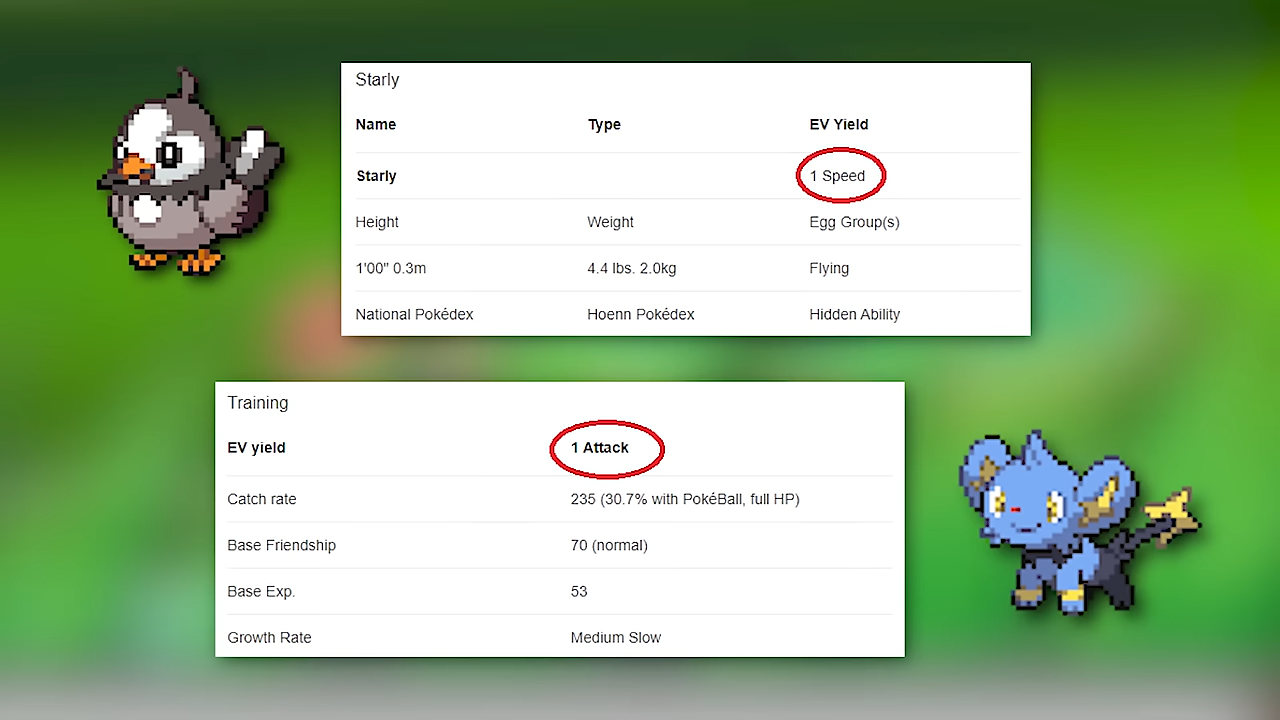 Starly
Name Type EV Yield
Starly 1 Speed
Height Weight Egg Group(s)
1'00" 0.3m 4.4 lbs. 2.0kg Flying
National Pokédex Hoenn Pokédex Hidden Ability
Training
EV yield 1 Attack
Catch rate 235 (30.7% with PokéBall, full HP)
Base Friendship 70 (normal)
Base Exp. 53
Growth Rate Medium Slow